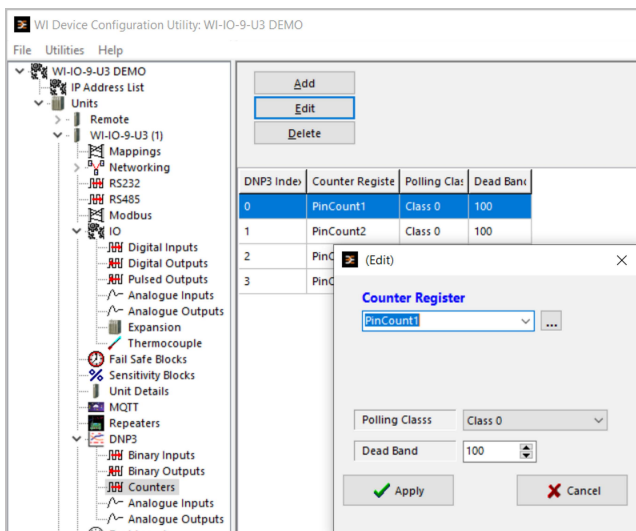 WI Device Configuration Utility: WI-IO-9-U3 DEMO
File Utilities Help
WI-IO-9-U3 DEMO
IP Address List
Units
Remote
WI-IO-9-U3 (1)
Mappings
Networking
RS232
RS485
Modbus
IO
Digital Inputs
Digital Outputs
Pulsed Outputs
Analogue Inputs
Analogue Outputs
Expansion
Thermocouple
Fail Safe Blocks
Sensitivity Blocks
Unit Details
MQTT
Repeaters
DNP3
Binary Inputs
Binary Outputs
Counters
Analogue Inputs
Analogue Outputs
Add
Edit
Delete
DNP3 Index Counter Registe Polling Clas Dead Banc
0 PinCount1 Class 0 100
1 PinCount2 Class 0 100
2 PinC
3 PinC
(Edit)
Counter Register
PinCount1 ...
Polling Classs Class 0
Dead Band 100
Apply Cancel